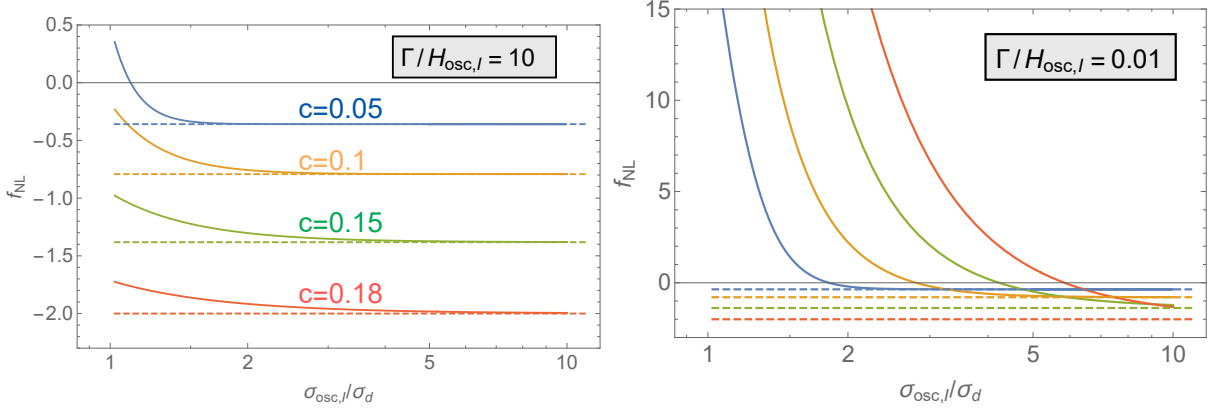 0.5
Γ/H_osc,I = 10
0.0
c=0.05
-0.5
c=0.1
f_NL
-1.0
c=0.15
-1.5
c=0.18
-2.0
1 2 5 10
σ_osc,I/σ_d
15
Γ/H_osc,I = 0.01
10
f_NL
5
0
1 2 5 10
σ_osc,I/σ_d